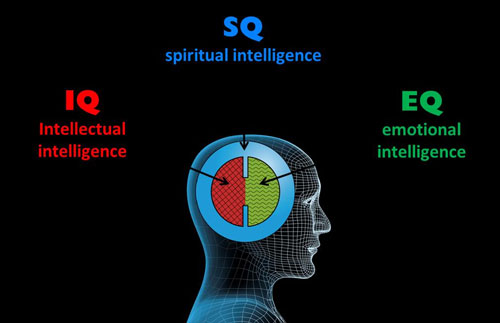 SQ
spiritual intelligence
IQ
Intellectual
intelligence
EQ
emotional
intelligence